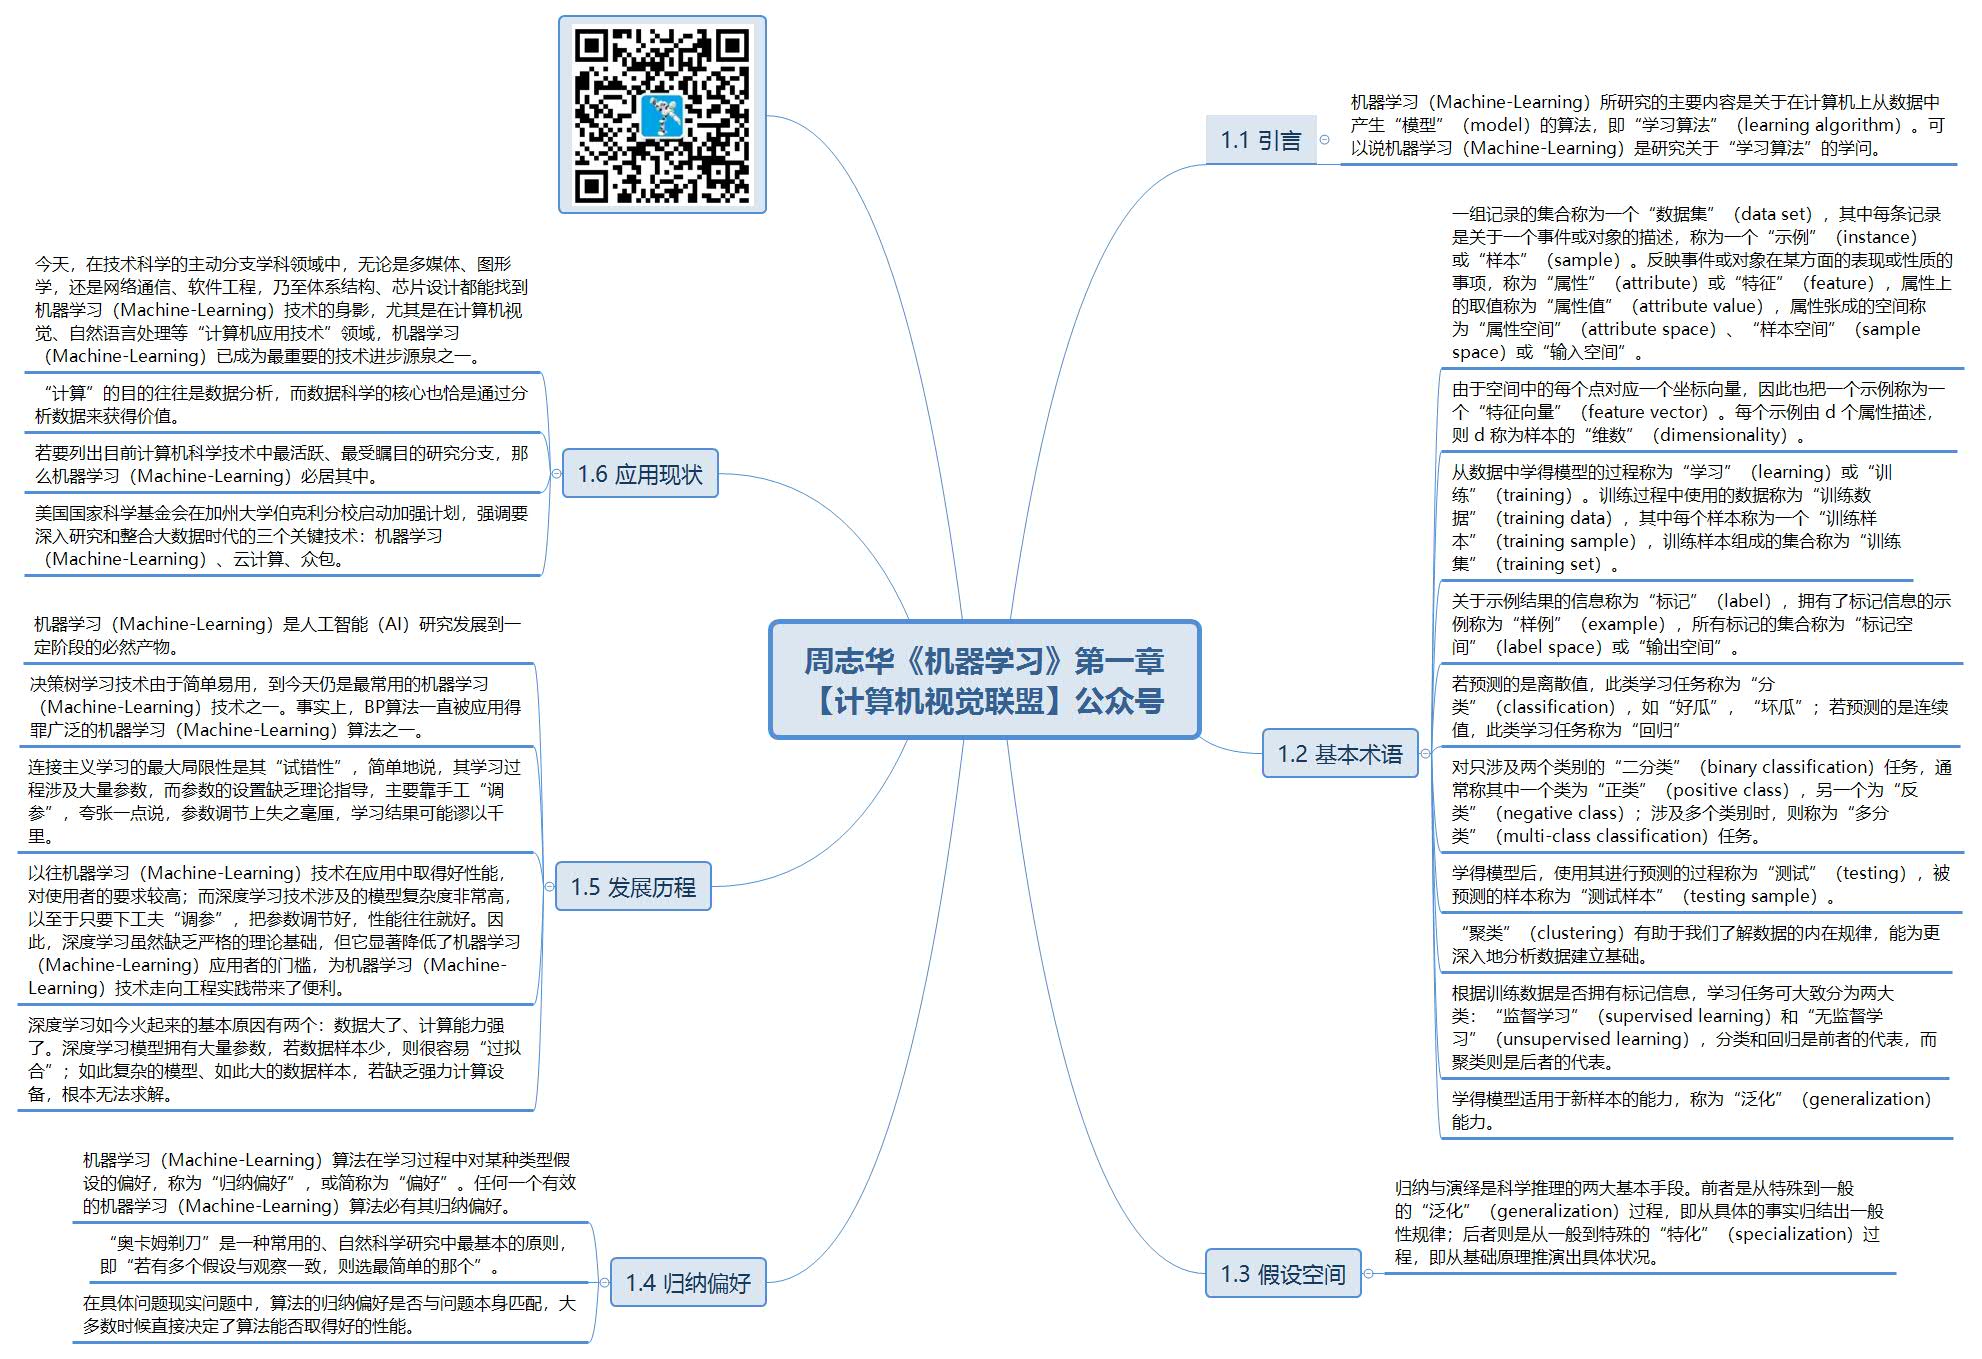 周志华《机器学习》第一章
【计算机视觉联盟】公众号
1.1 引言
机器学习（Machine-Learning）所研究的主要内容是关于在计算机上从数据中
产生“模型”（model）的算法，即“学习算法”（learning algorithm）。可
以说机器学习（Machine-Learning）是研究关于“学习算法”的学问。
1.2 基本术语
一组记录的集合称为一个“数据集”（data set），其中每条记录
是关于一个事件或对象的描述，称为一个“示例”（instance）
或“样本”（sample）。反映事件或对象在某方面的表现或性质的
事项，称为“属性”（attribute）或“特征”（feature），属性上
的取值称为“属性值”（attribute value），属性张成的空间称
为“属性空间”（attribute space）、“样本空间”（sample
space）或“输入空间”。
由于空间中的每个点对应一个坐标向量，因此也把一个示例称为一
个“特征向量”（feature vector）。每个示例由 d 个属性描述，
则 d 称为样本的“维数”（dimensionality）。
从数据中学得模型的过程称为“学习”（learning）或“训
练”（training）。训练过程中使用的数据称为“训练数
据”（training data），其中每个样本称为一个“训练样
本”（training sample），训练样本组成的集合称为“训练
集”（training set）。
关于示例结果的信息称为“标记”（label），拥有了标记信息的示
例称为“样例”（example），所有标记的集合称为“标记空
间”（label space）或“输出空间”。
若预测的是离散值，此类学习任务称为“分
类”（classification），如“好瓜”，“坏瓜”；若预测的是连续
值，此类学习任务称为“回归”
对只涉及两个类别的“二分类”（binary classification）任务，通
常称其中一个类为“正类”（positive class），另一个为“反
类”（negative class）；涉及多个类别时，则称为“多分
类”（multi-class classification）任务。
学得模型后，使用其进行预测的过程称为“测试”（testing），被
预测的样本称为“测试样本”（testing sample）。
“聚类”（clustering）有助于我们了解数据的内在规律，能为更
深入地分析数据建立基础。
根据训练数据是否拥有标记信息，学习任务可大致分为两大
类：“监督学习”（supervised learning）和“无监督学
习”（unsupervised learning），分类和回归是前者的代表，而
聚类则是后者的代表。
学得模型适用于新样本的能力，称为“泛化”（generalization）
能力。
1.3 假设空间
归纳与演绎是科学推理的两大基本手段。前者是从特殊到一般
的“泛化”（generalization）过程，即从具体的事实归结出一般
性规律；后者则是从一般到特殊的“特化”（specialization）过
程，即从基础原理推演出具体状况。
1.4 归纳偏好
机器学习（Machine-Learning）算法在学习过程中对某种类型假
设的偏好，称为“归纳偏好”，或简称为“偏好”。任何一个有效
的机器学习（Machine-Learning）算法必有其归纳偏好。
“奥卡姆剃刀”是一种常用的、自然科学研究中最基本的原则，
即“若有多个假设与观察一致，则选最简单的那个”。
在具体问题现实问题中，算法的归纳偏好是否与问题本身匹配，大
多数时候直接决定了算法能否取得好的性能。
1.5 发展历程
机器学习（Machine-Learning）是人工智能（AI）研究发展到一
定阶段的必然产物。
决策树学习技术由于简单易用，到今天仍是最常用的机器学习
（Machine-Learning）技术之一。事实上，BP算法一直被应用得
罪广泛的机器学习（Machine-Learning）算法之一。
连接主义学习的最大局限性是其“试错性”，简单地说，其学习过
程涉及大量参数，而参数的设置缺乏理论指导，主要靠手工“调
参”，夸张一点说，参数调节上失之毫厘，学习结果可能谬以千
里。
以往机器学习（Machine-Learning）技术在应用中取得好性能，
对使用者的要求较高；而深度学习技术涉及的模型复杂度非常高，
以至于只要下工夫“调参”，把参数调节好，性能往往就好。因
此，深度学习虽然缺乏严格的理论基础，但它显著降低了机器学习
（Machine-Learning）应用者的门槛，为机器学习（Machine-
Learning）技术走向工程实践带来了便利。
深度学习如今火起来的基本原因有两个：数据大了、计算能力强
了。深度学习模型拥有大量参数，若数据样本少，则很容易“过拟
合”；如此复杂的模型、如此大的数据样本，若缺乏强力计算设
备，根本无法求解。
1.6 应用现状
今天，在技术科学的主动分支学科领域中，无论是多媒体、图形
学，还是网络通信、软件工程，乃至体系结构、芯片设计都能找到
机器学习（Machine-Learning）技术的身影，尤其是在计算机视
觉、自然语言处理等“计算机应用技术”领域，机器学习
（Machine-Learning）已成为最重要的技术进步源泉之一。
“计算”的目的往往是数据分析，而数据科学的核心也恰是通过分
析数据来获得价值。
若要列出目前计算机科学技术中最活跃、最受瞩目的研究分支，那
么机器学习（Machine-Learning）必居其中。
美国国家科学基金会在加州大学伯克利分校启动加强计划，强调要
深入研究和整合大数据时代的三个关键技术：机器学习
（Machine-Learning）、云计算、众包。